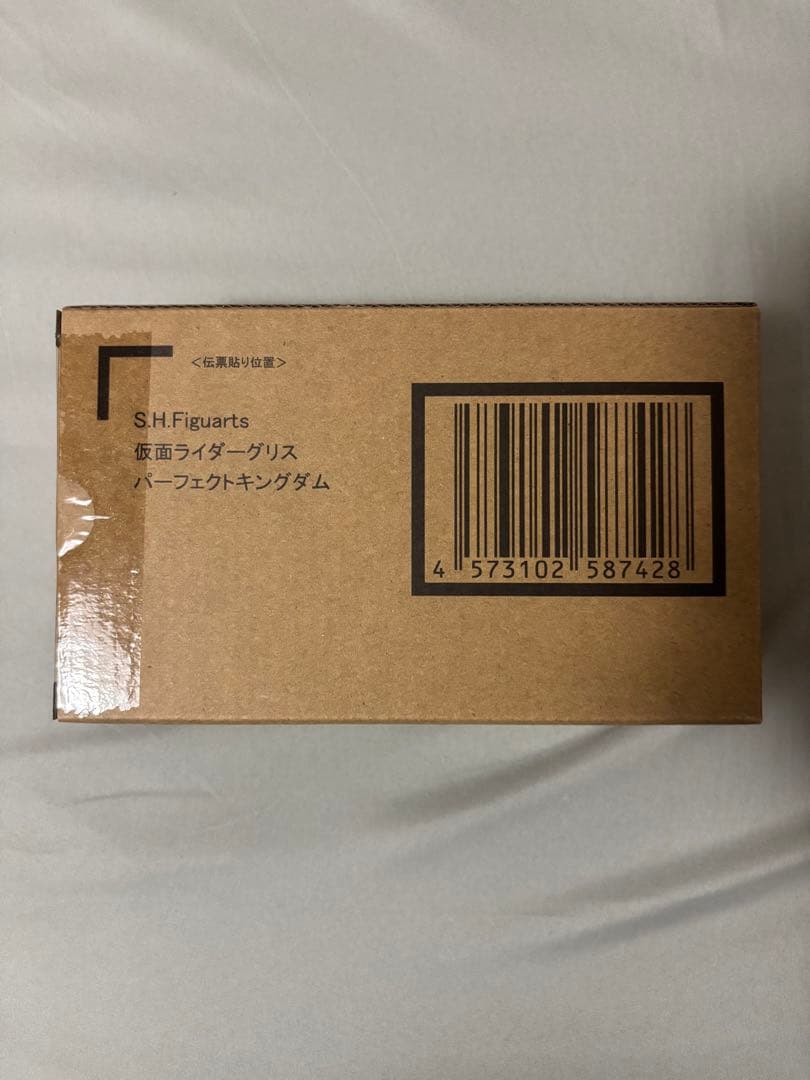 <伝票貼り位置>
S.H.Figuarts
仮面ライダーグリス
パーフェクトキングダム
4 573102 587428